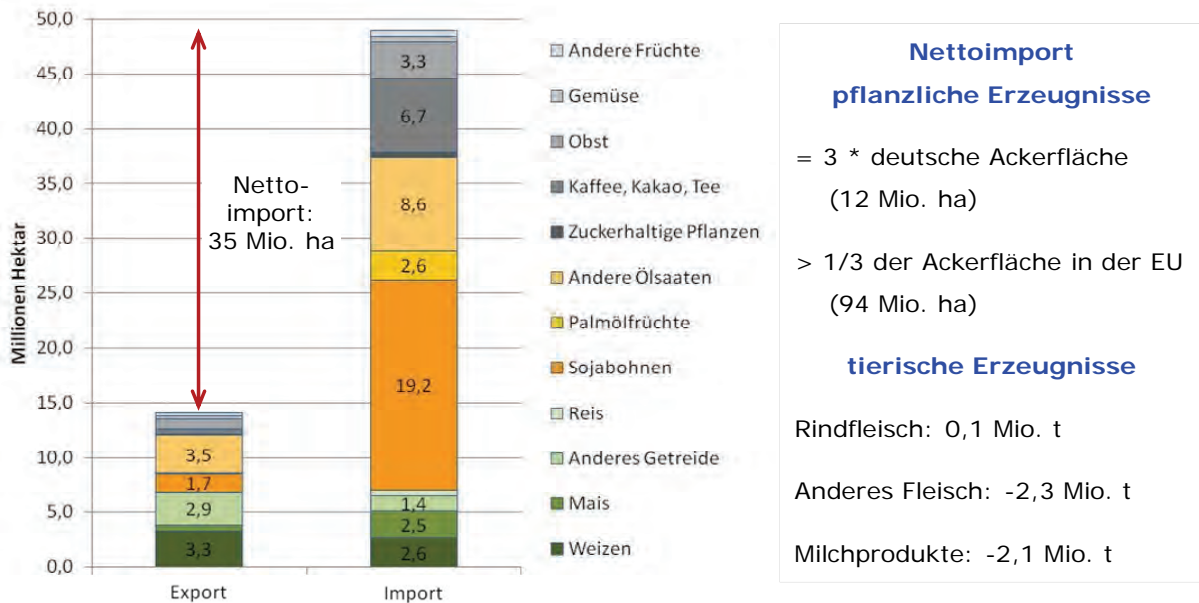 50,0
45,0
40,0
35,0
30,0
25,0
20,0
15,0
10,0
5,0
0,0
Millionen Hektar
Netto-
import:
35 Mio. ha
3,5
1,7
2,9
3,3
Export
3,3
6,7
8,6
2,6
19,2
1,4
2,5
2,6
Import
Andere Früchte
Gemüse
Obst
Kaffee, Kakao, Tee
Zuckerhaltige Pflanzen
Andere Ölsaaten
Palmölfrüchte
Sojabohnen
Reis
Anderes Getreide
Mais
Weizen
Nettoimport
pflanzliche Erzeugnisse
= 3 * deutsche Ackerfläche
(12 Mio. ha)
> 1/3 der Ackerfläche in der EU
(94 Mio. ha)
tierische Erzeugnisse
Rindfleisch: 0,1 Mio. t
Anderes Fleisch: -2,3 Mio. t
Milchprodukte: -2,1 Mio. t